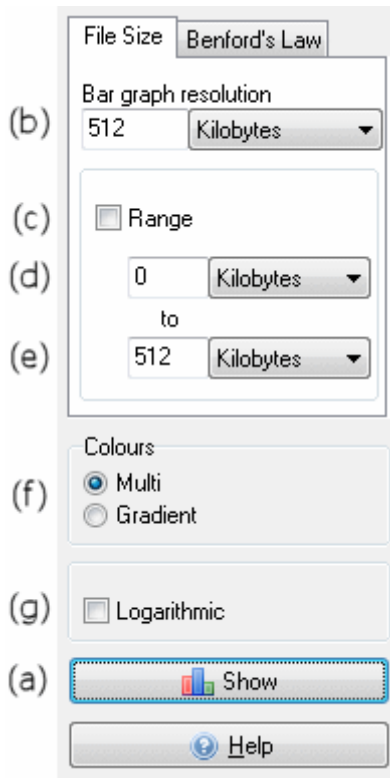 File Size Benford's Law
Bar graph resolution
(b) 512 Kilobytes
(c) Range
(d) 0 Kilobytes
to
(e) 512 Kilobytes
Colours
(f) Multi
Gradient
(g) Logarithmic
(a) Show
Help